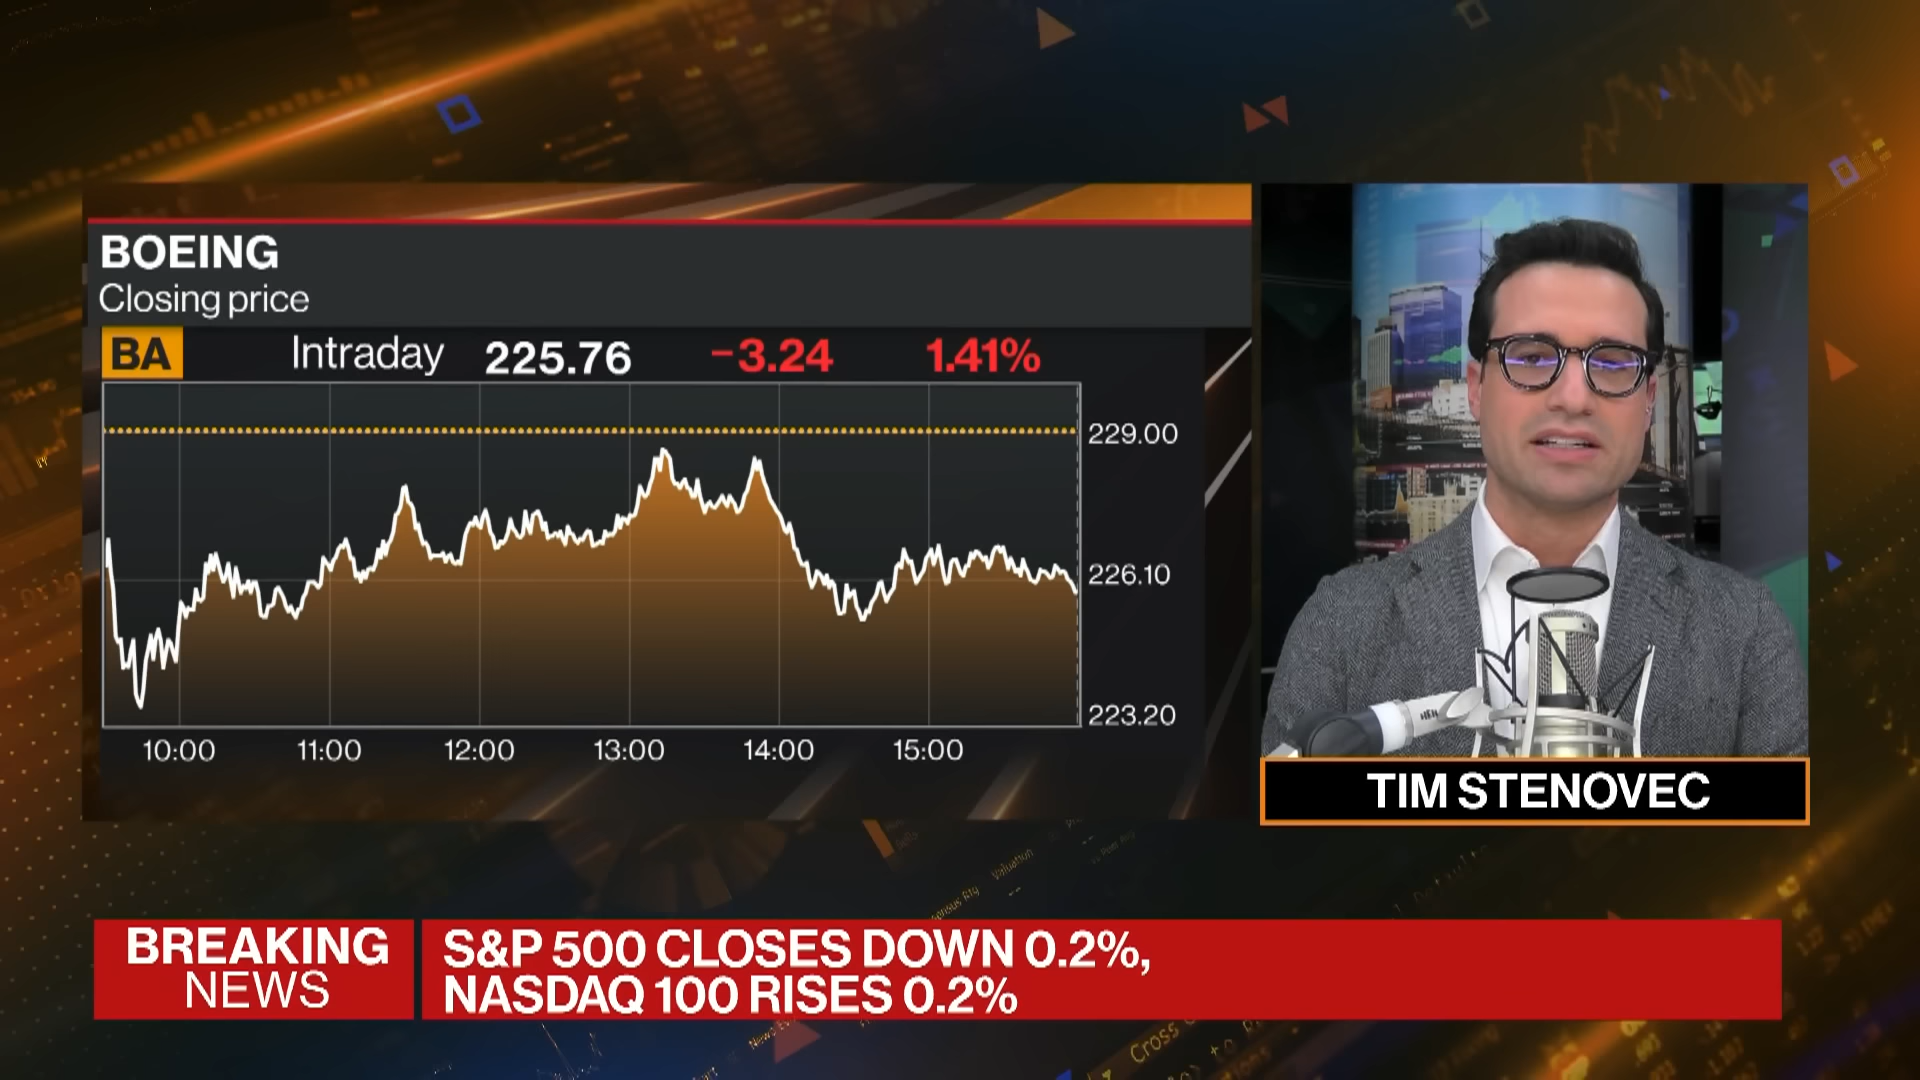 BOEING
Closing price
BA Intraday 225.76 −3.24 1.41%
229.00
226.10
223.20
10:00 11:00 12:00 13:00 14:00 15:00
TIM STENOVEC
BREAKING
NEWS
S&P 500 CLOSES DOWN 0.2%,
NASDAQ 100 RISES 0.2%
Valuation
Cross